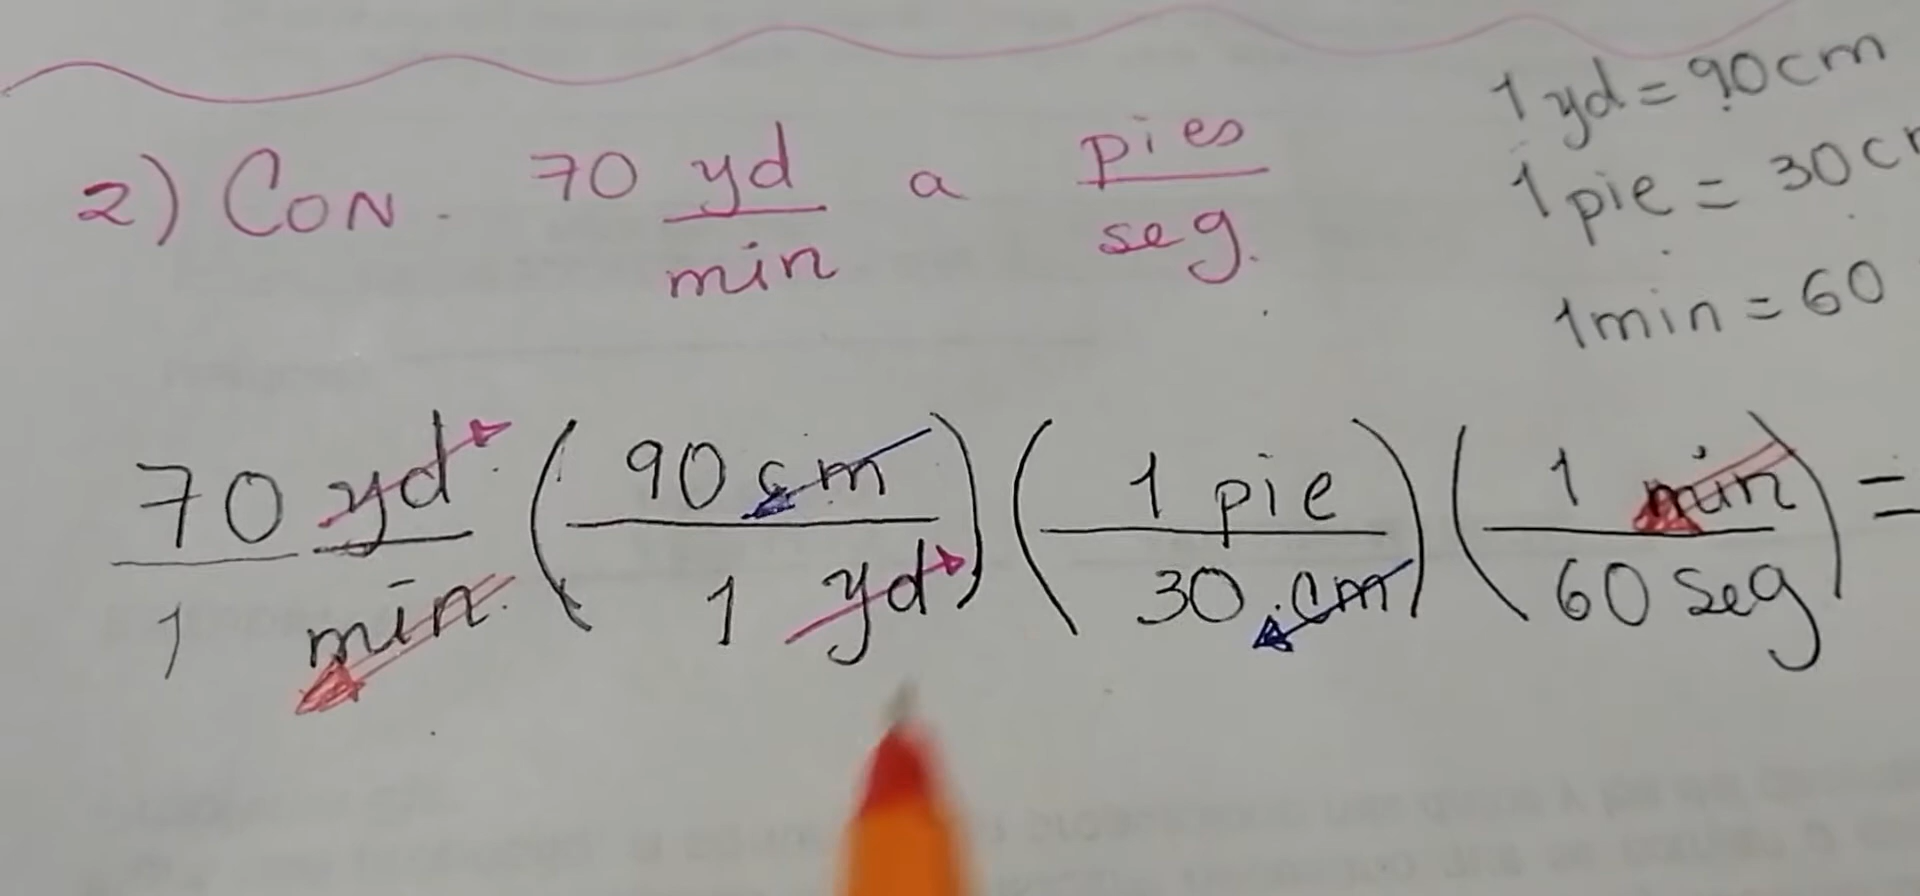 1 yd = 90 cm
1 pie = 30 c
1 min = 60
2) CON. 70 yd/min a pies/seg.
70 yd/1 min (90 cm/1 yd) (1 pie/30 cm) (1 min/60 seg) =